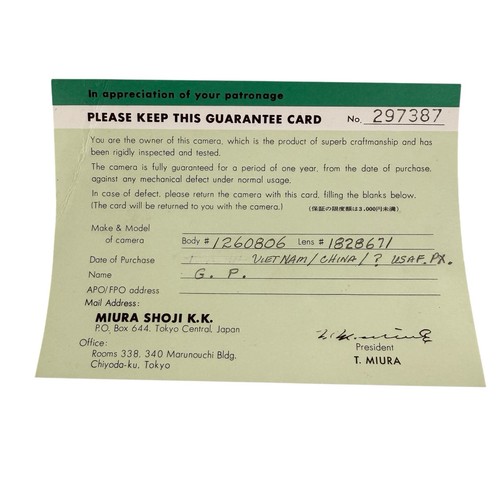 In appreciation of your patronage
PLEASE KEEP THIS GUARANTEE CARD No. 297387
You are the owner of this camera, which is the product of superb craftmanship and has
been rigidly inspected and tested.
The camera is fully guaranteed for a period of one year, from the date of purchase,
against any mechanical defect under normal usage.
In case of defect, please return the camera with this card, filling the blanks below.
(The card will be returned to you with the camera.) (保証の限度額は3,000円未満)
Make & Model
of camera Body # 1260806 Lens # 1828671
Date of Purchase VIETNAM/CHINA/? USAF. PX.
Name G. P.
APO/FPO address
Mail Address:
MIURA SHOJI K.K.
P.O. Box 644, Tokyo Central, Japan
Office:
Rooms 338, 340 Marunouchi Bldg.
Chiyoda-ku, Tokyo
President
T. MIURA